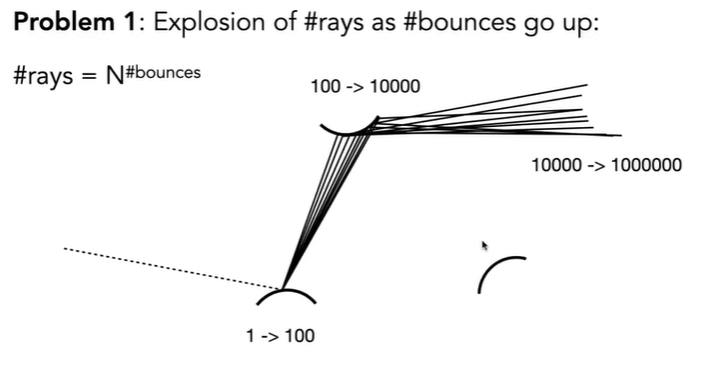 Problem 1: Explosion of #rays as #bounces go up:
#rays = N#bounces
100 -> 10000
10000 -> 1000000
1 -> 100